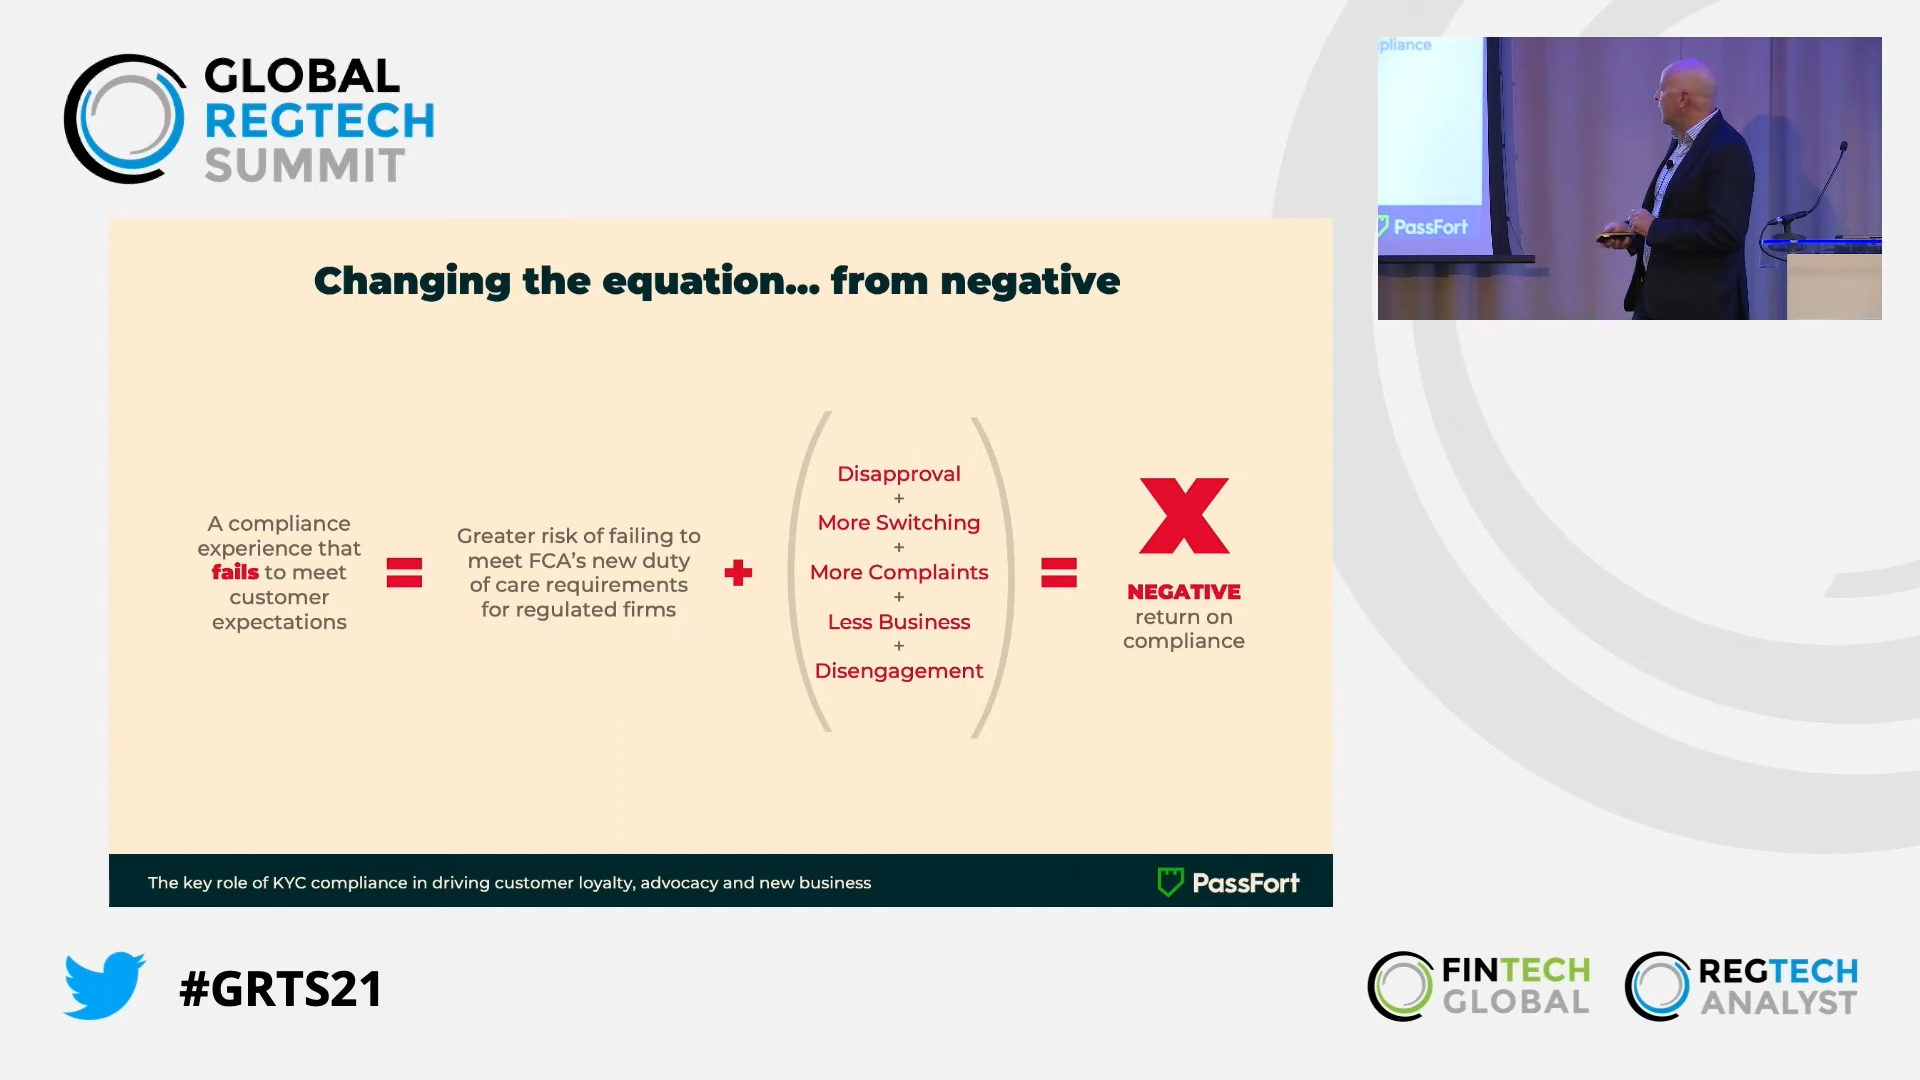 GLOBAL
REGTECH
SUMMIT
pliance
PassFort
Changing the equation... from negative
A compliance
experience that
fails to meet
customer
expectations
=
Greater risk of failing to
meet FCA's new duty
of care requirements
for regulated firms
+
Disapproval
+
More Switching
+
More Complaints
+
Less Business
+
Disengagement
=
X
NEGATIVE
return on
compliance
The key role of KYC compliance in driving customer loyalty, advocacy and new business
PassFort
#GRTS21
FINTECH
GLOBAL
REGTECH
ANALYST